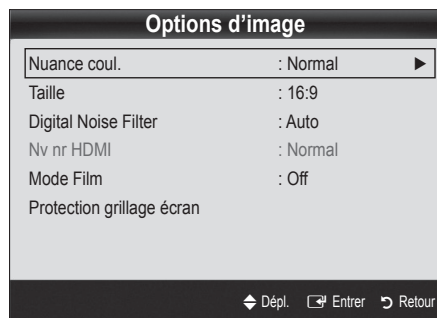 Options d’image
Nuance coul. : Normal ▶
Taille : 16:9
Digital Noise Filter : Auto
Nv nr HDMI : Normal
Mode Film : Off
Protection grillage écran
Dépl. Entrer Retour